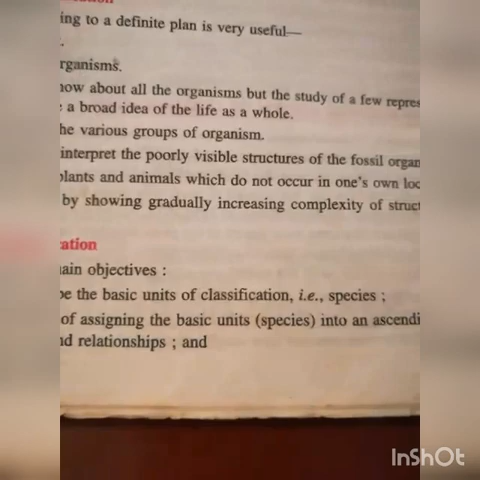 ing to a definite plan is very useful—
rganisms.
now about all the organisms but the study of a few repres
a broad idea of the life as a whole.
he various groups of organism.
interpret the poorly visible structures of the fossil organ
plants and animals which do not occur in one's own loc
by showing gradually increasing complexity of struct
ation
ain objectives :
be the basic units of classification, i.e., species ;
of assigning the basic units (species) into an ascendi
nd relationships ; and
InShOt